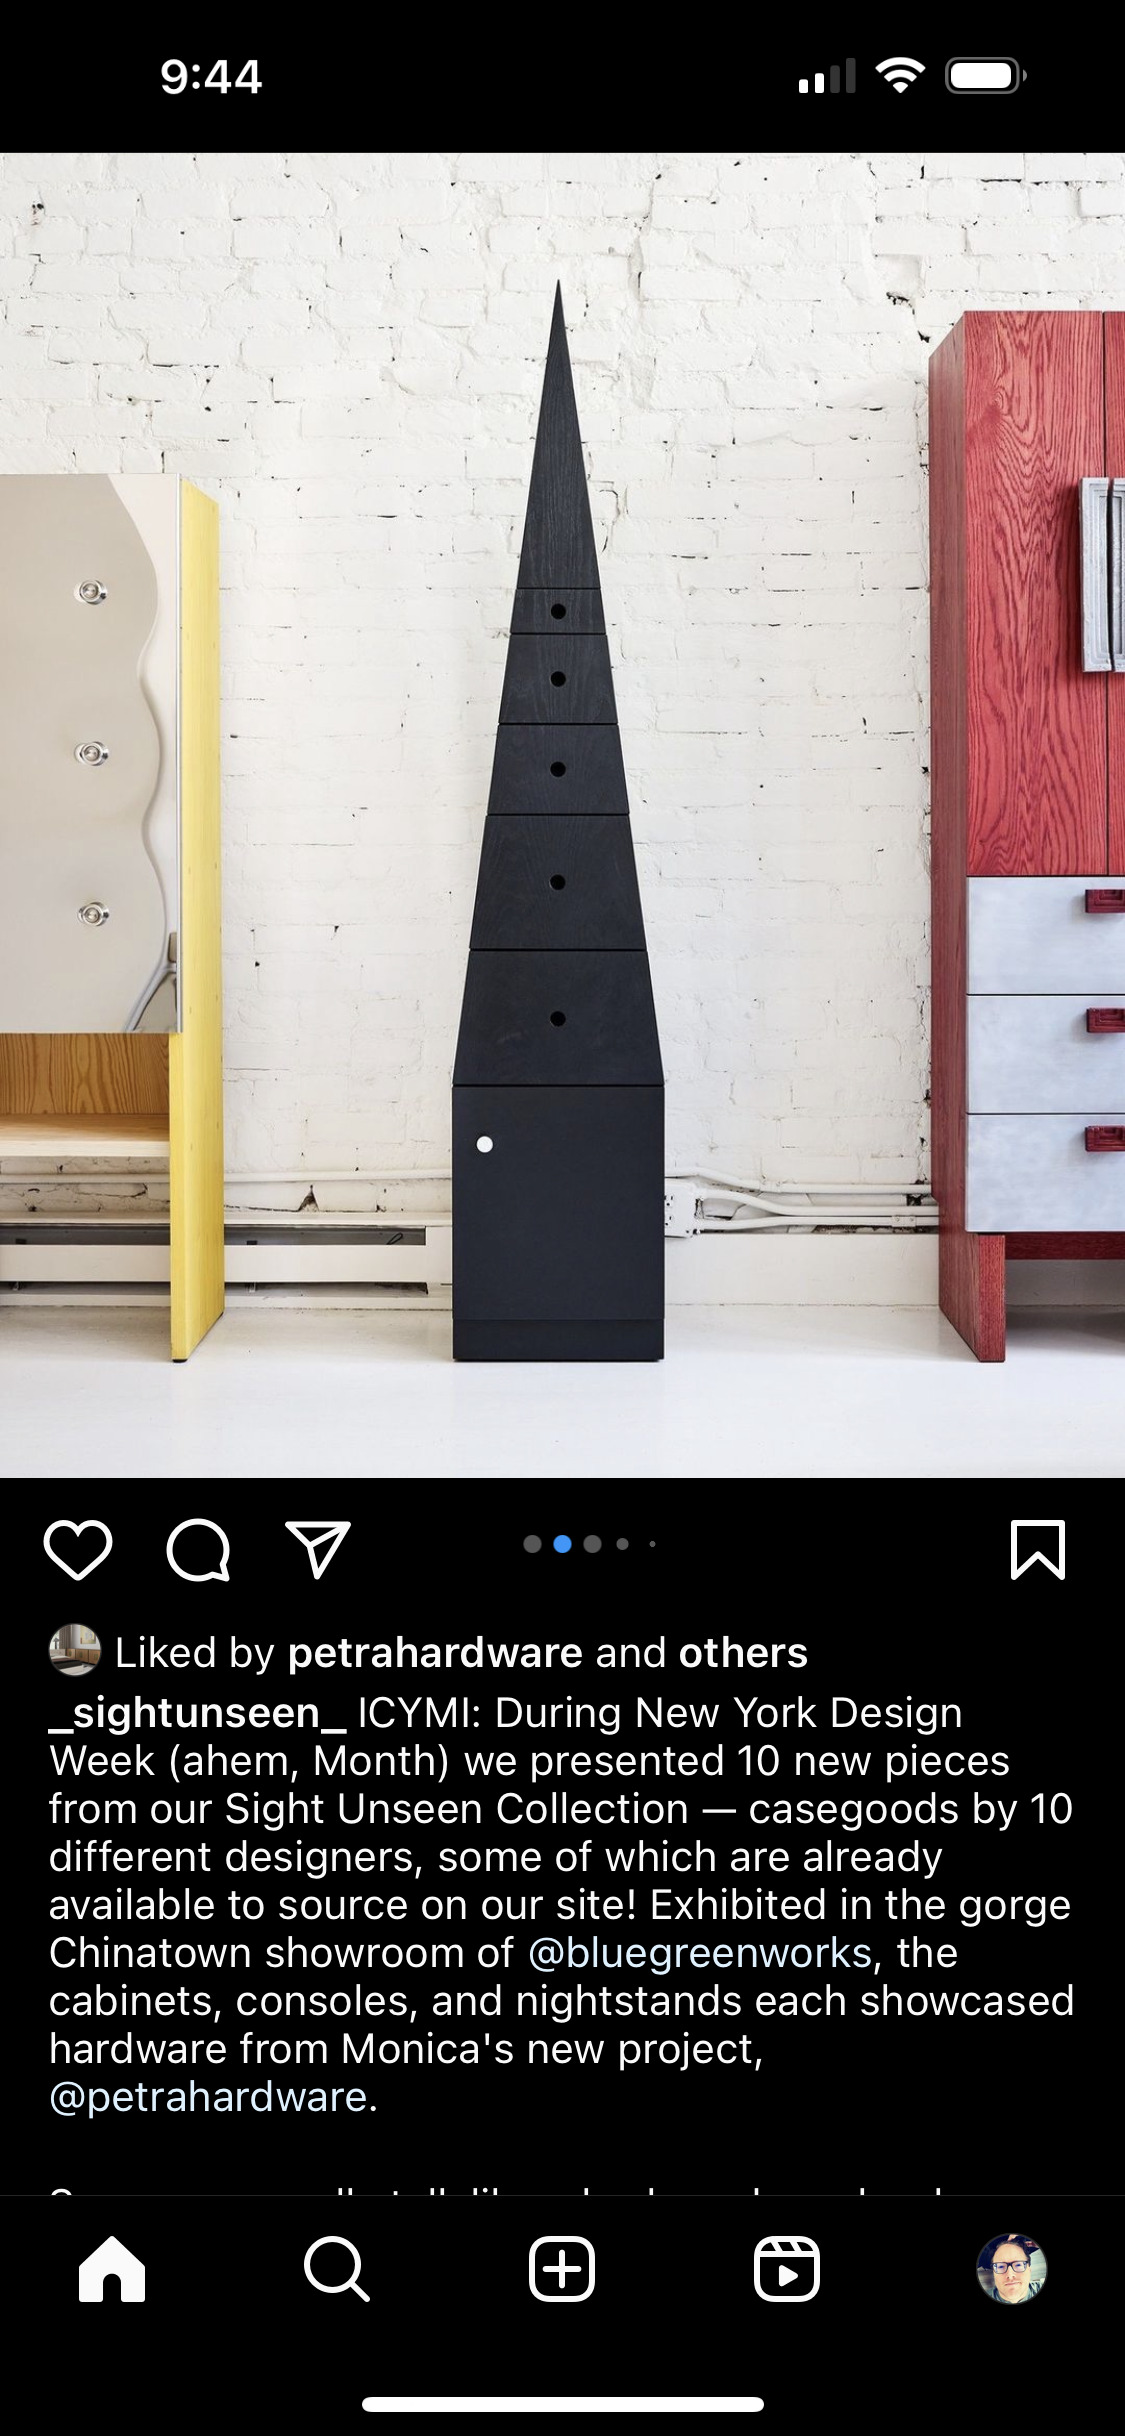 9:44
Liked by petrahardware and others
_sightunseen_ ICYMI: During New York Design
Week (ahem, Month) we presented 10 new pieces
from our Sight Unseen Collection — casegoods by 10
different designers, some of which are already
available to source on our site! Exhibited in the gorge
Chinatown showroom of @bluegreenworks, the
cabinets, consoles, and nightstands each showcased
hardware from Monica's new project,
@petrahardware.